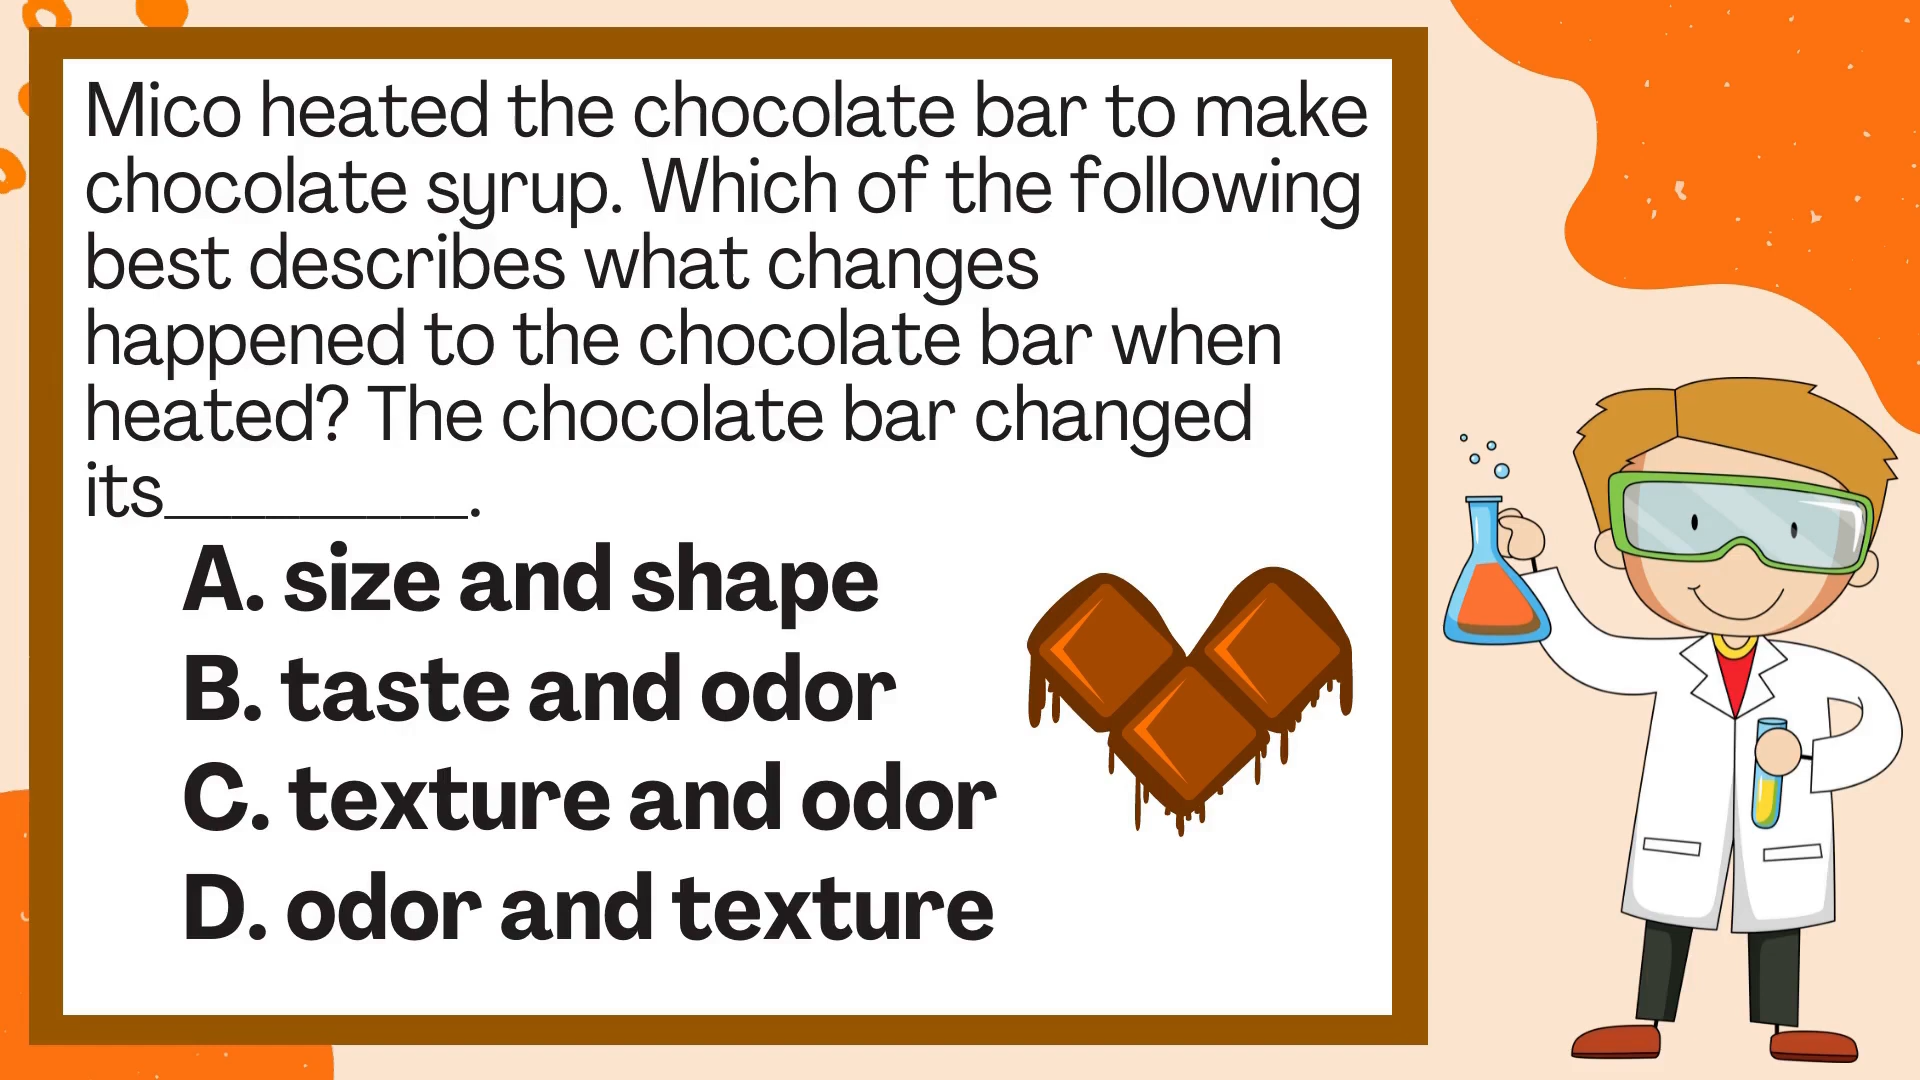 Mico heated the chocolate bar to make
chocolate syrup. Which of the following
best describes what changes
happened to the chocolate bar when
heated? The chocolate bar changed
its_________.
A. size and shape
B. taste and odor
C. texture and odor
D. odor and texture